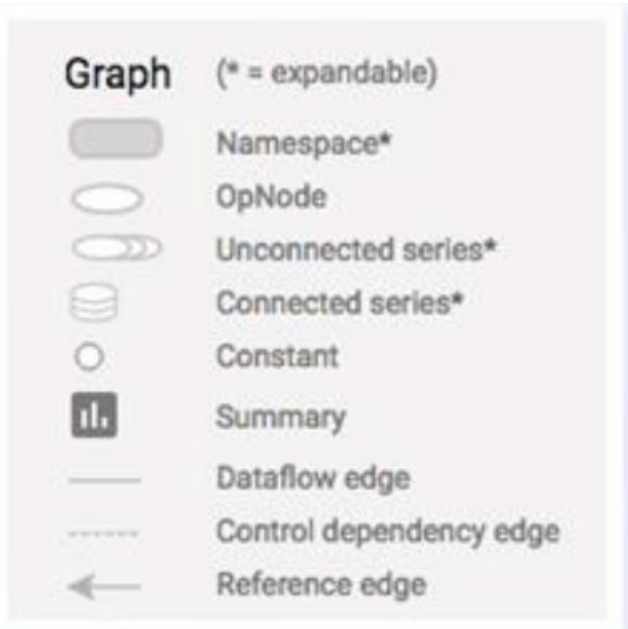 Graph (* = expandable)
Namespace*
OpNode
Unconnected series*
Connected series*
Constant
Summary
Dataflow edge
Control dependency edge
Reference edge